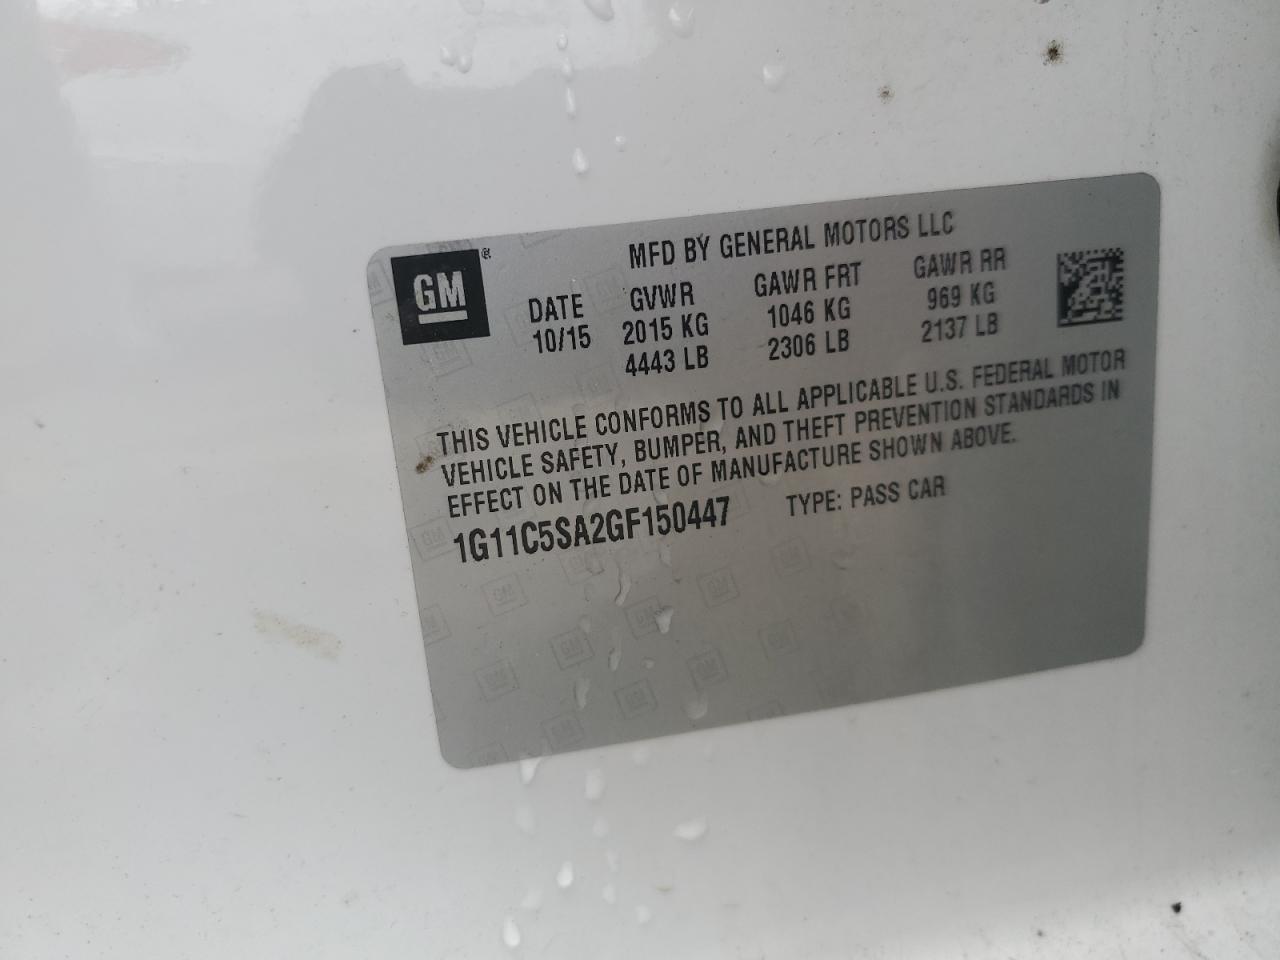 GM®
MFD BY GENERAL MOTORS LLC
DATE GVWR GAWR FRT GAWR RR
10/15 2015 KG 1046 KG 969 KG
4443 LB 2306 LB 2137 LB
THIS VEHICLE CONFORMS TO ALL APPLICABLE U.S. FEDERAL MOTOR
VEHICLE SAFETY, BUMPER, AND THEFT PREVENTION STANDARDS IN
EFFECT ON THE DATE OF MANUFACTURE SHOWN ABOVE.
1G11C5SA2GF150447 TYPE: PASS CAR